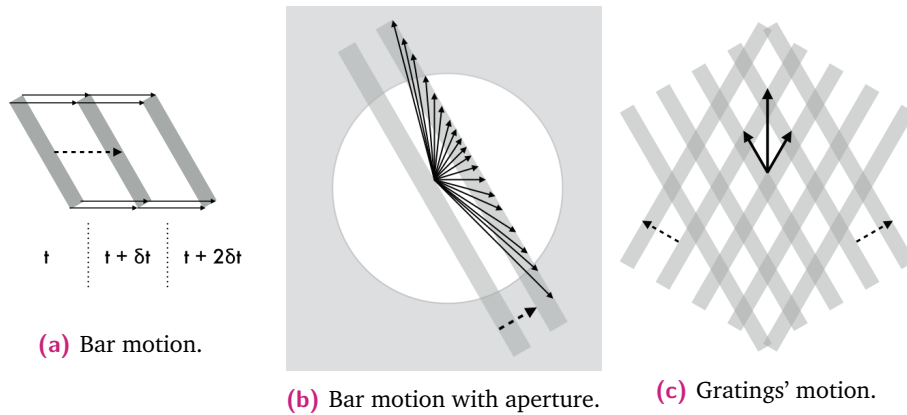 t
t + δt
t + 2δt
(a) Bar motion.
(b) Bar motion with aperture.
(c) Gratings' motion.